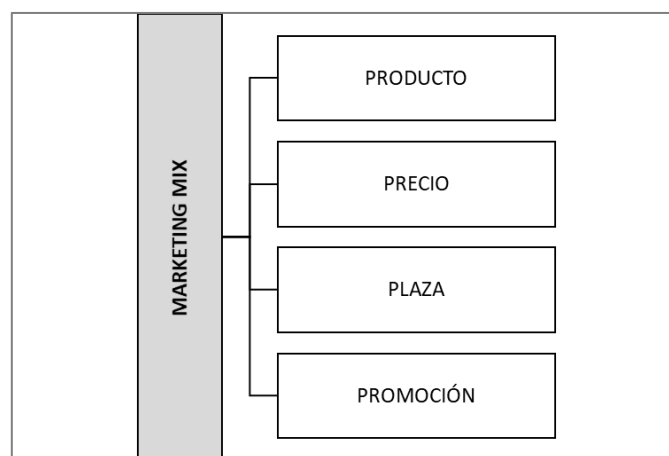 MARKETING MIX
PRODUCTO
PRECIO
PLAZA
PROMOCIÓN